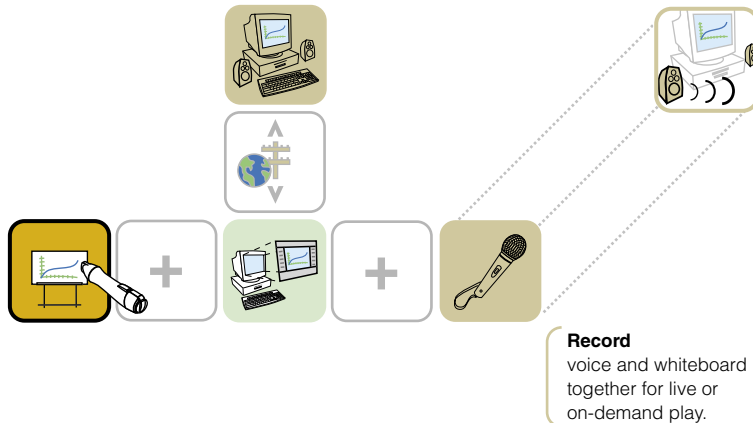 Record
voice and whiteboard
together for live or
on-demand play.